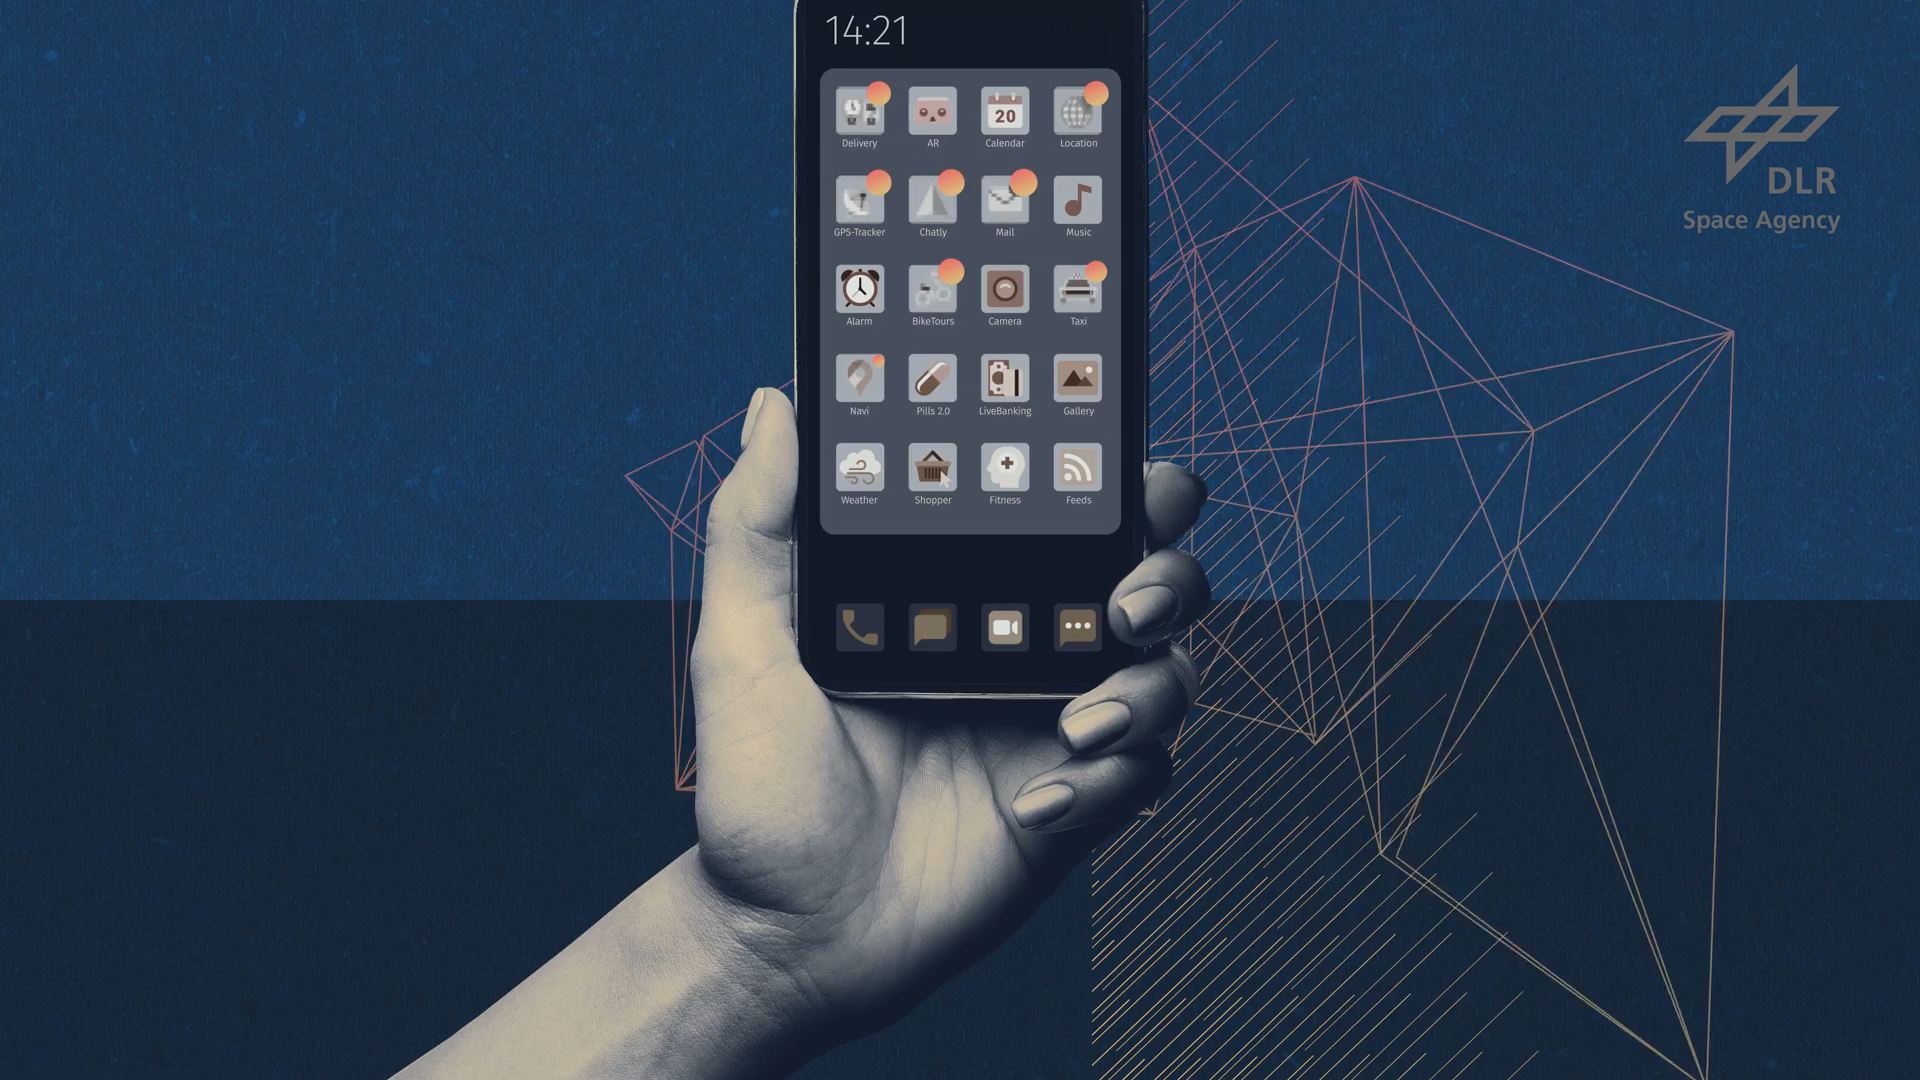 14:21
Delivery AR Calendar Location
20
GPS-Tracker Chatly Mail Music
Alarm BikeTours Camera Taxi
Navi Pills 2.0 LiveBanking Gallery
Weather Shopper Fitness Feeds
DLR
Space Agency